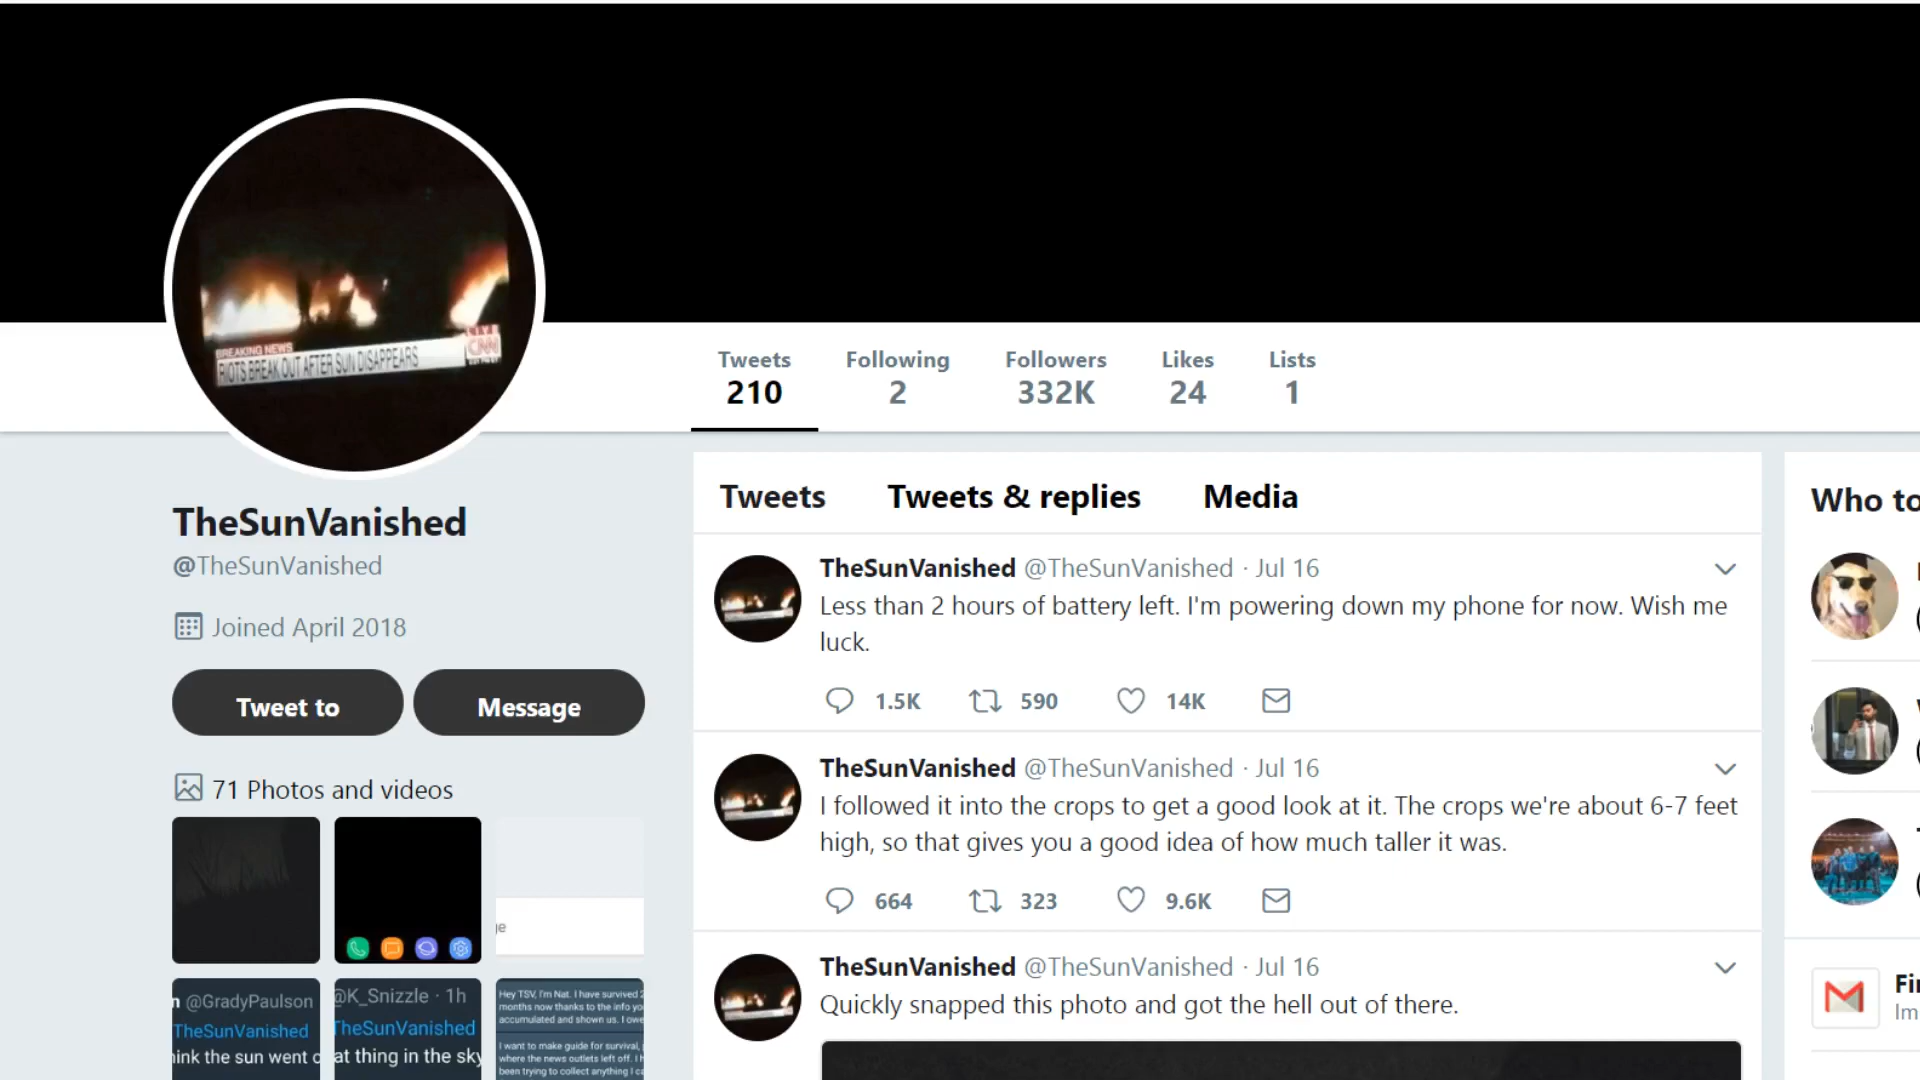 BREAKING NEWS
RIOTS BREAK OUT AFTER SUN DISAPPEARS
LIVE
CNN
Tweets Following Followers Likes Lists
210 2 332K 24 1
TheSunVanished
@TheSunVanished
Joined April 2018
Tweet to Message
71 Photos and videos
ge
n @GradyPaulson
TheSunVanished
ink the sun went o
@K_Snizzle · 1h
TheSunVanished
at thing in the sky
Hey TSV, I'm Nat. I have survived 2
months now thanks to the info yo
accumulated and shown us. I owe
I want to make guide for survival,
where the news outlets left off. I h
been trying to collect anything I ca
Tweets Tweets & replies Media
TheSunVanished @TheSunVanished · Jul 16
Less than 2 hours of battery left. I'm powering down my phone for now. Wish me
luck.
1.5K 590 14K
TheSunVanished @TheSunVanished · Jul 16
I followed it into the crops to get a good look at it. The crops we're about 6-7 feet
high, so that gives you a good idea of how much taller it was.
664 323 9.6K
TheSunVanished @TheSunVanished · Jul 16
Quickly snapped this photo and got the hell out of there.
Who to
Fin
Im